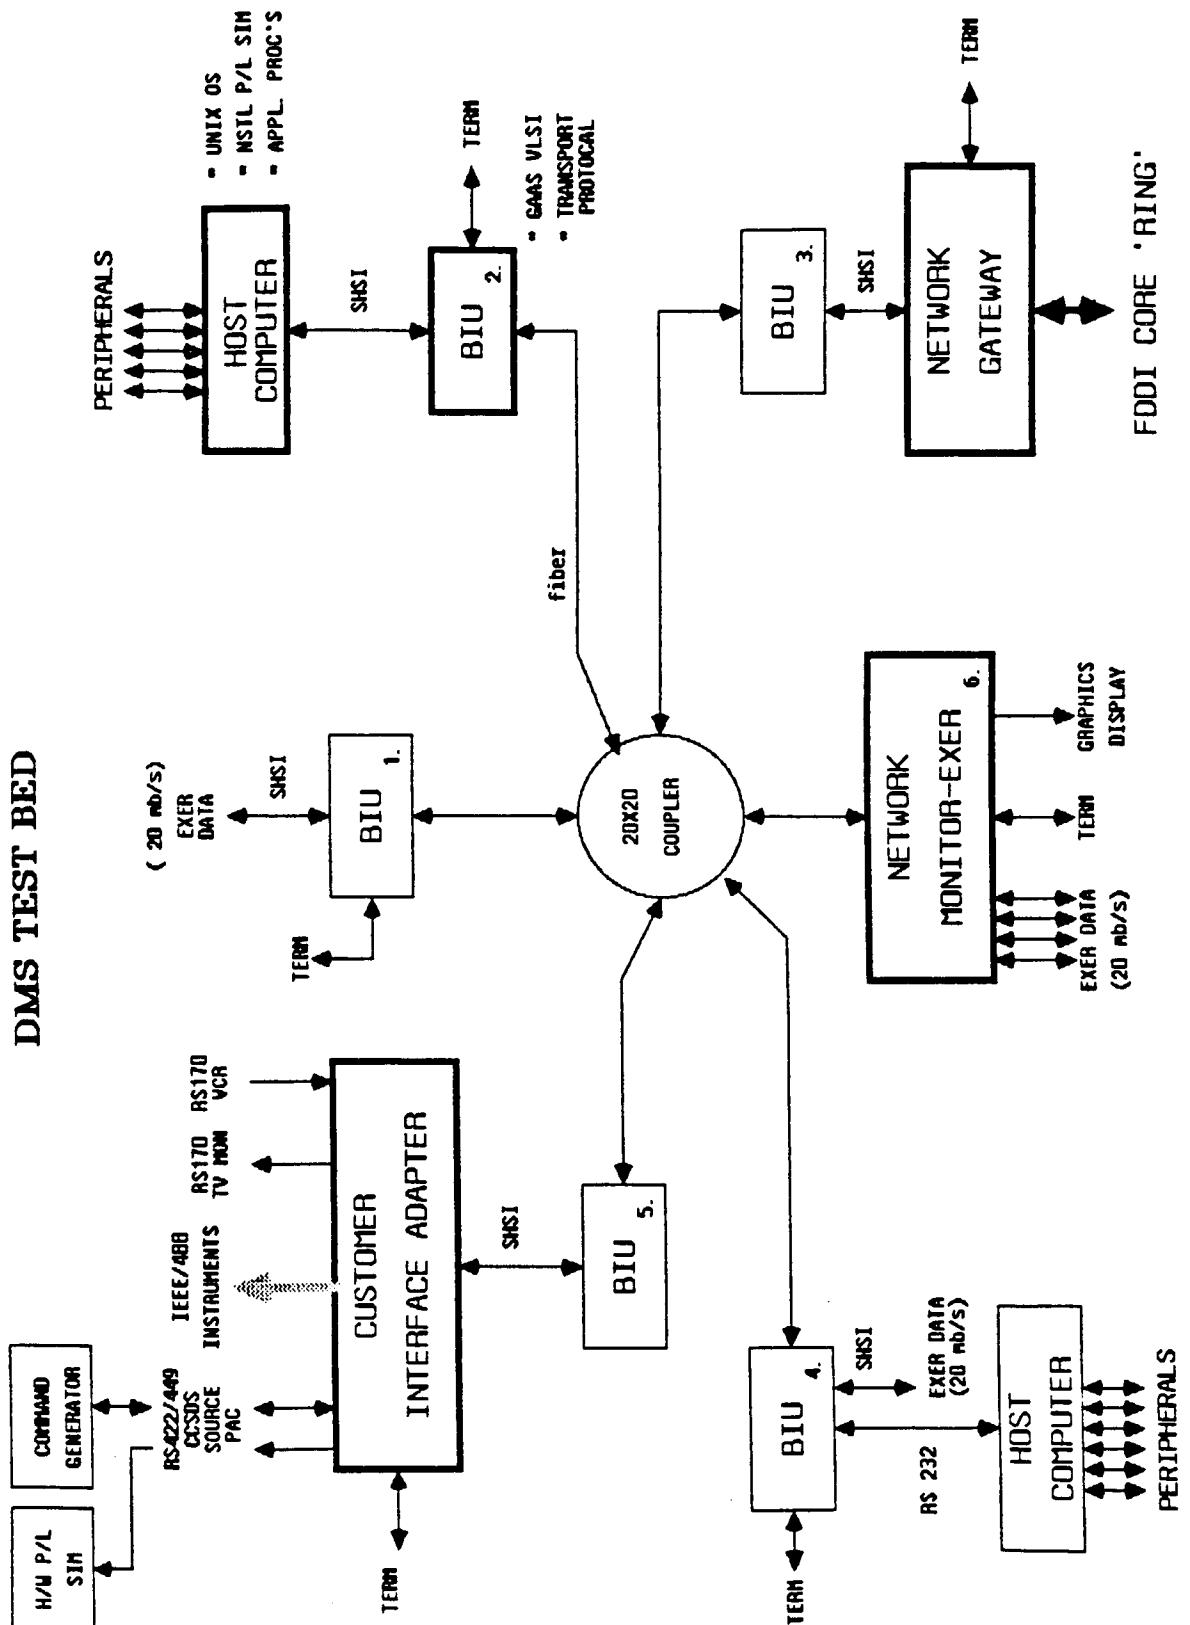 DMS TEST BED
H/W P/L
SIM
COMMAND
GENERATOR
RS422/449
CCSDS
SOURCE
PAC
IEEE/488
INSTRUMENTS
RS170
TV MON
RS170
VCR
CUSTOMER
INTERFACE ADAPTER
TERM
SHSI
BIU
5.
( 20 mb/s)
EXER
DATA
SHSI
TERM
BIU
1.
PERIPHERALS
HOST
COMPUTER
" UNIX OS
" NSTL P/L SIM
" APPL. PROC'S
SHSI
BIU
2.
TERM
" GAAS VLSI
" TRANSPORT
PROTOCAL
fiber
20X20
COUPLER
BIU
3.
SHSI
NETWORK
GATEWAY
TERM
FDDI CORE 'RING'
NETWORK
MONITOR-EXER
6.
EXER DATA
(20 mb/s)
TERM
GRAPHICS
DISPLAY
BIU
4.
TERM
SHSI
EXER DATA
(20 mb/s)
RS 232
HOST
COMPUTER
PERIPHERALS